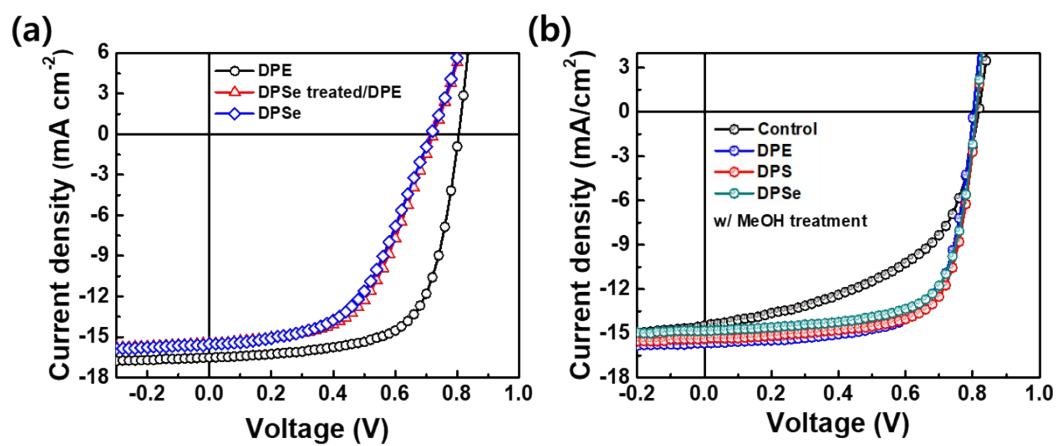 (a)
Current density (mA cm-2)
6
3
0
-3
-6
-9
-12
-15
-18
DPE
DPSe treated/DPE
DPSe
-0.2 0.0 0.2 0.4 0.6 0.8 1.0
Voltage (V)
(b)
Current density (mA/cm2)
3
0
-3
-6
-9
-12
-15
-18
Control
DPE
DPS
DPSe
w/ MeOH treatment
-0.2 0.0 0.2 0.4 0.6 0.8 1.0
Voltage (V)